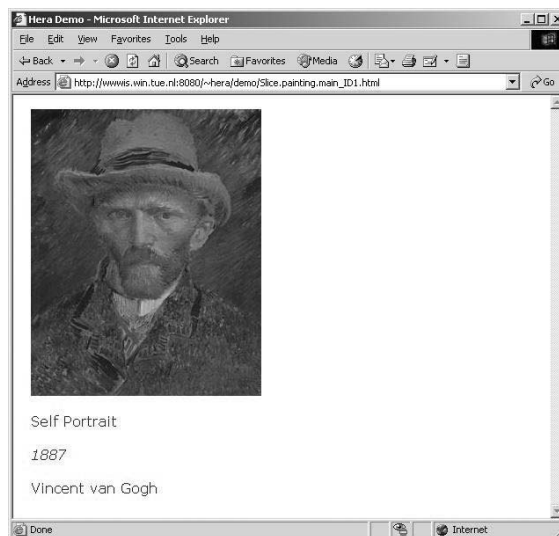 Hera Demo - Microsoft Internet Explorer
File Edit View Favorites Tools Help
Back Search Favorites Media
Address http://wwwis.win.tue.nl:8080/~hera/demo/Slice.painting.main_ID1.html Go
Self Portrait
1887
Vincent van Gogh
Done Internet